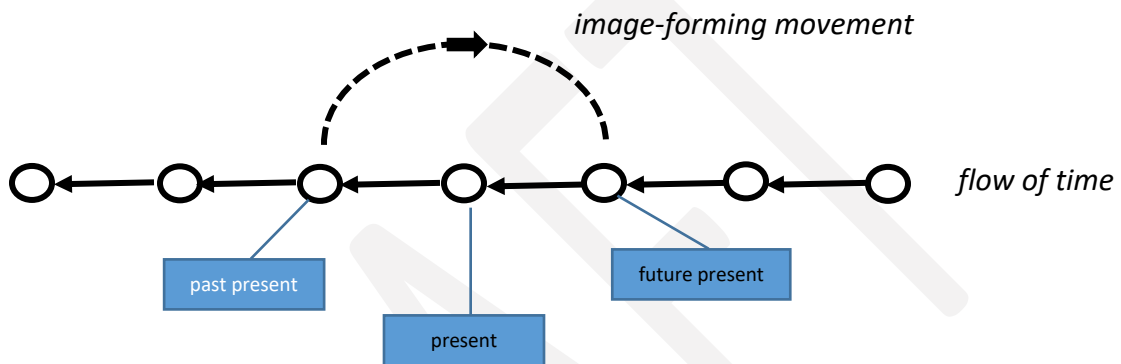 image-forming movement
flow of time
past present
future present
present